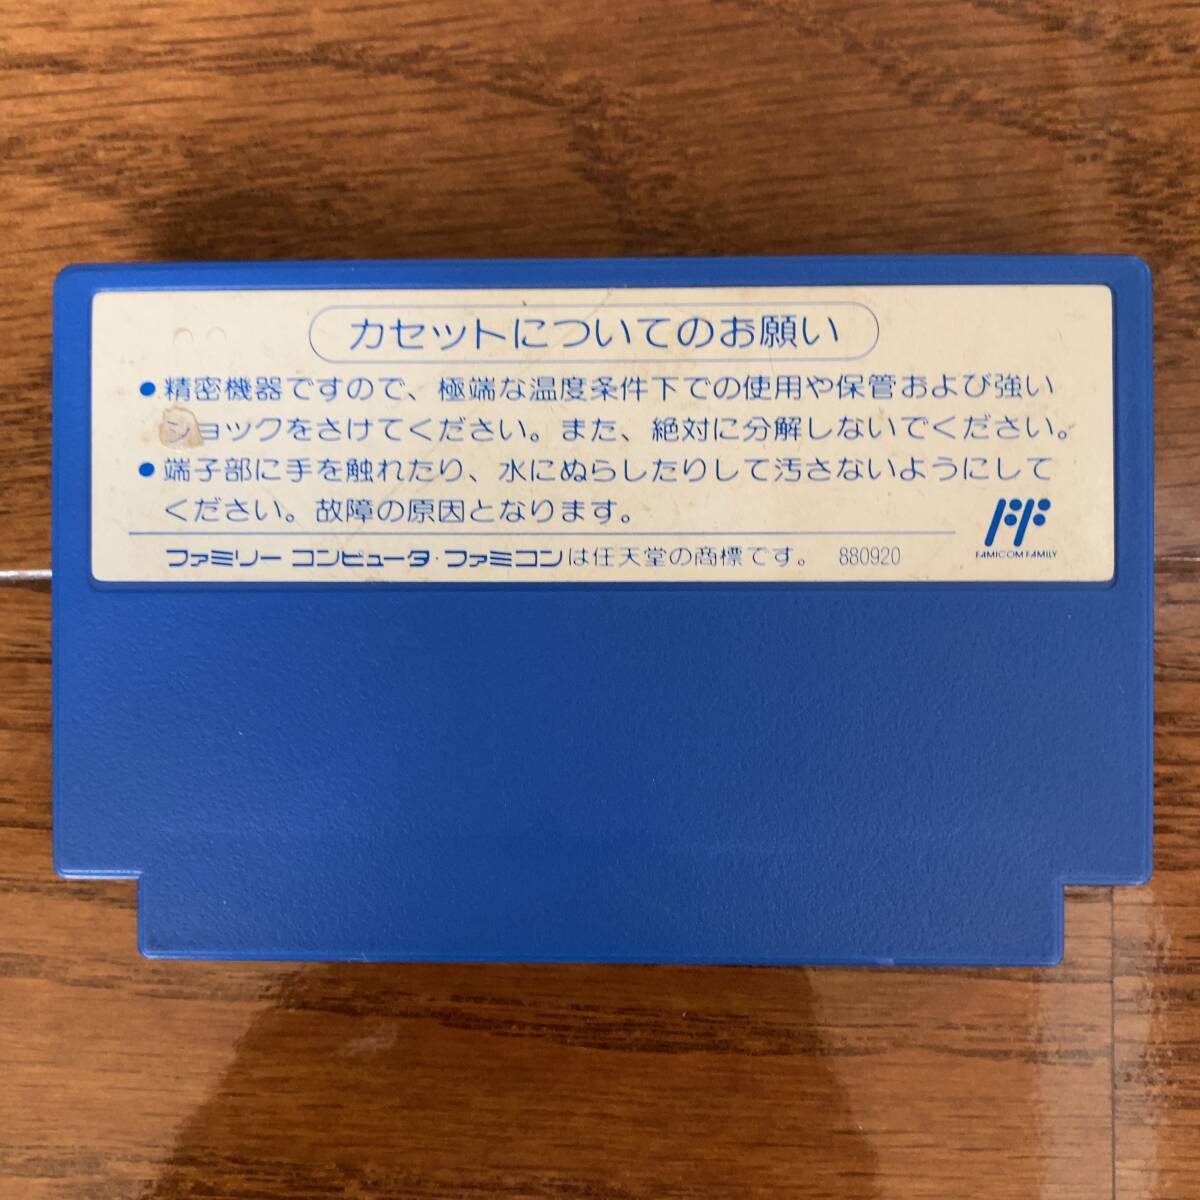 カセットについてのお願い
●精密機器ですので、極端な温度条件下での使用や保管および強い
ショックをさけてください。また、絶対に分解しないでください。
●端子部に手を触れたり、水にぬらしたりして汚さないようにして
ください。故障の原因となります。
FF
FAMICOM FAMILY
ファミリー コンピュータ・ファミコンは任天堂の商標です。 880920